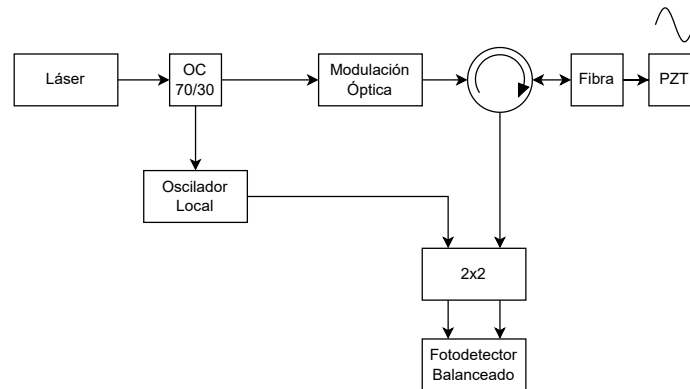 Láser
OC
70/30
Modulación
Óptica
Fibra
PZT
Oscilador
Local
2x2
Fotodetector
Balanceado